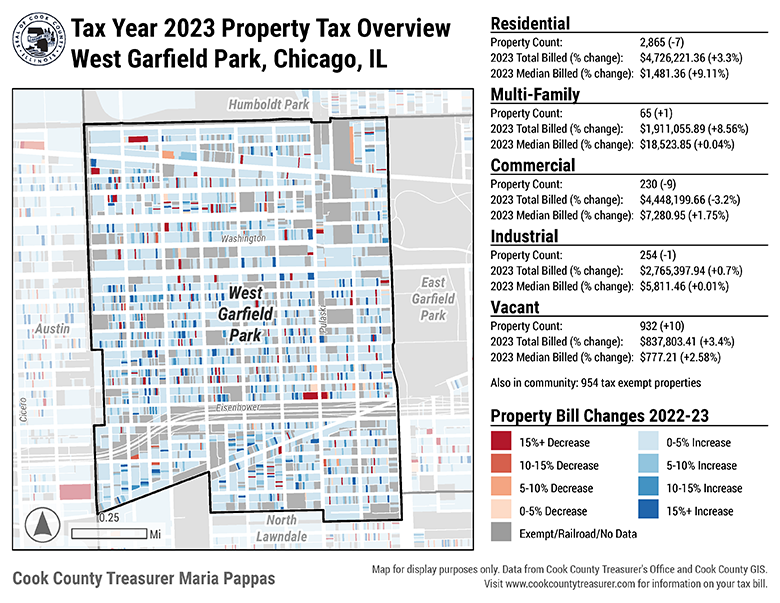 Tax Year 2023 Property Tax Overview
West Garfield Park, Chicago, IL
Humboldt Park
Washington
West
Garfield
Park
Pulaski
East
Garfield
Park
Austin
Cicero
Eisenhower
North
Lawndale
0.25
Mi
Residential
Property Count: 2,865 (-7)
2023 Total Billed (% change): $4,726,221.36 (+3.3%)
2023 Median Billed (% change): $1,481.36 (+9.11%)
Multi-Family
Property Count: 65 (+1)
2023 Total Billed (% change): $1,911,055.89 (+8.56%)
2023 Median Billed (% change): $18,523.85 (+0.04%)
Commercial
Property Count: 230 (-9)
2023 Total Billed (% change): $4,448,199.66 (-3.2%)
2023 Median Billed (% change): $7,280.95 (+1.75%)
Industrial
Property Count: 254 (-1)
2023 Total Billed (% change): $2,765,397.94 (+0.7%)
2023 Median Billed (% change): $5,811.46 (+0.01%)
Vacant
Property Count: 932 (+10)
2023 Total Billed (% change): $837,803.41 (+3.4%)
2023 Median Billed (% change): $777.21 (+2.58%)
Also in community: 954 tax exempt properties
Property Bill Changes 2022-23
15%+ Decrease 0-5% Increase
10-15% Decrease 5-10% Increase
5-10% Decrease 10-15% Increase
0-5% Decrease 15%+ Increase
Exempt/Railroad/No Data
Cook County Treasurer Maria Pappas
Map for display purposes only. Data from Cook County Treasurer's Office and Cook County GIS.
Visit www.cookcountytreasurer.com for information on your tax bill.